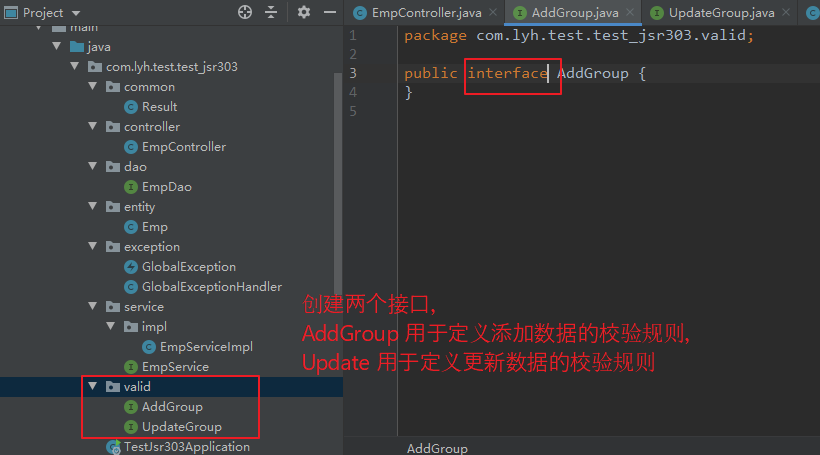 Project
EmpController.java
AddGroup.java
UpdateGroup.java
main
java
com.lyh.test.test_jsr303
common
Result
controller
EmpController
dao
EmpDao
entity
Emp
exception
GlobalException
GlobalExceptionHandler
service
impl
EmpServiceImpl
EmpService
valid
AddGroup
UpdateGroup
TestJsr303Application
1 package com.lyh.test.test_jsr303.valid;
2
3 public interface AddGroup {
4 }
5
创建两个接口,
AddGroup 用于定义添加数据的校验规则,
Update 用于定义更新数据的校验规则
AddGroup